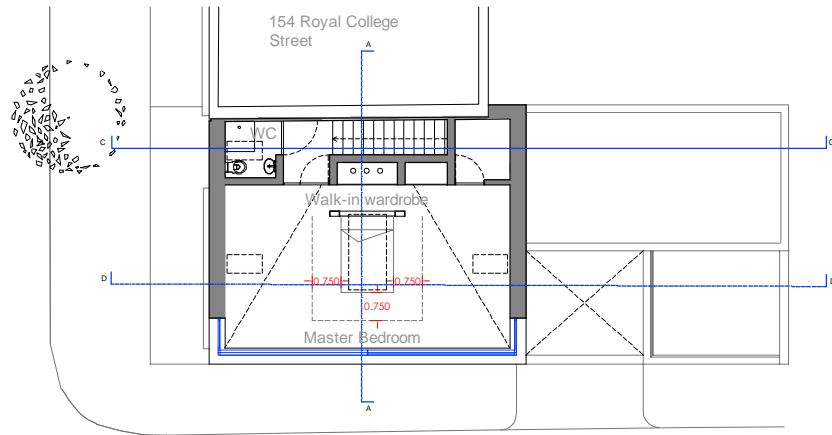 154 Royal College
Street
A
WC
C
C
Walk-in wardrobe
D
0.750
0.750
D
0.750
Master Bedroom
A